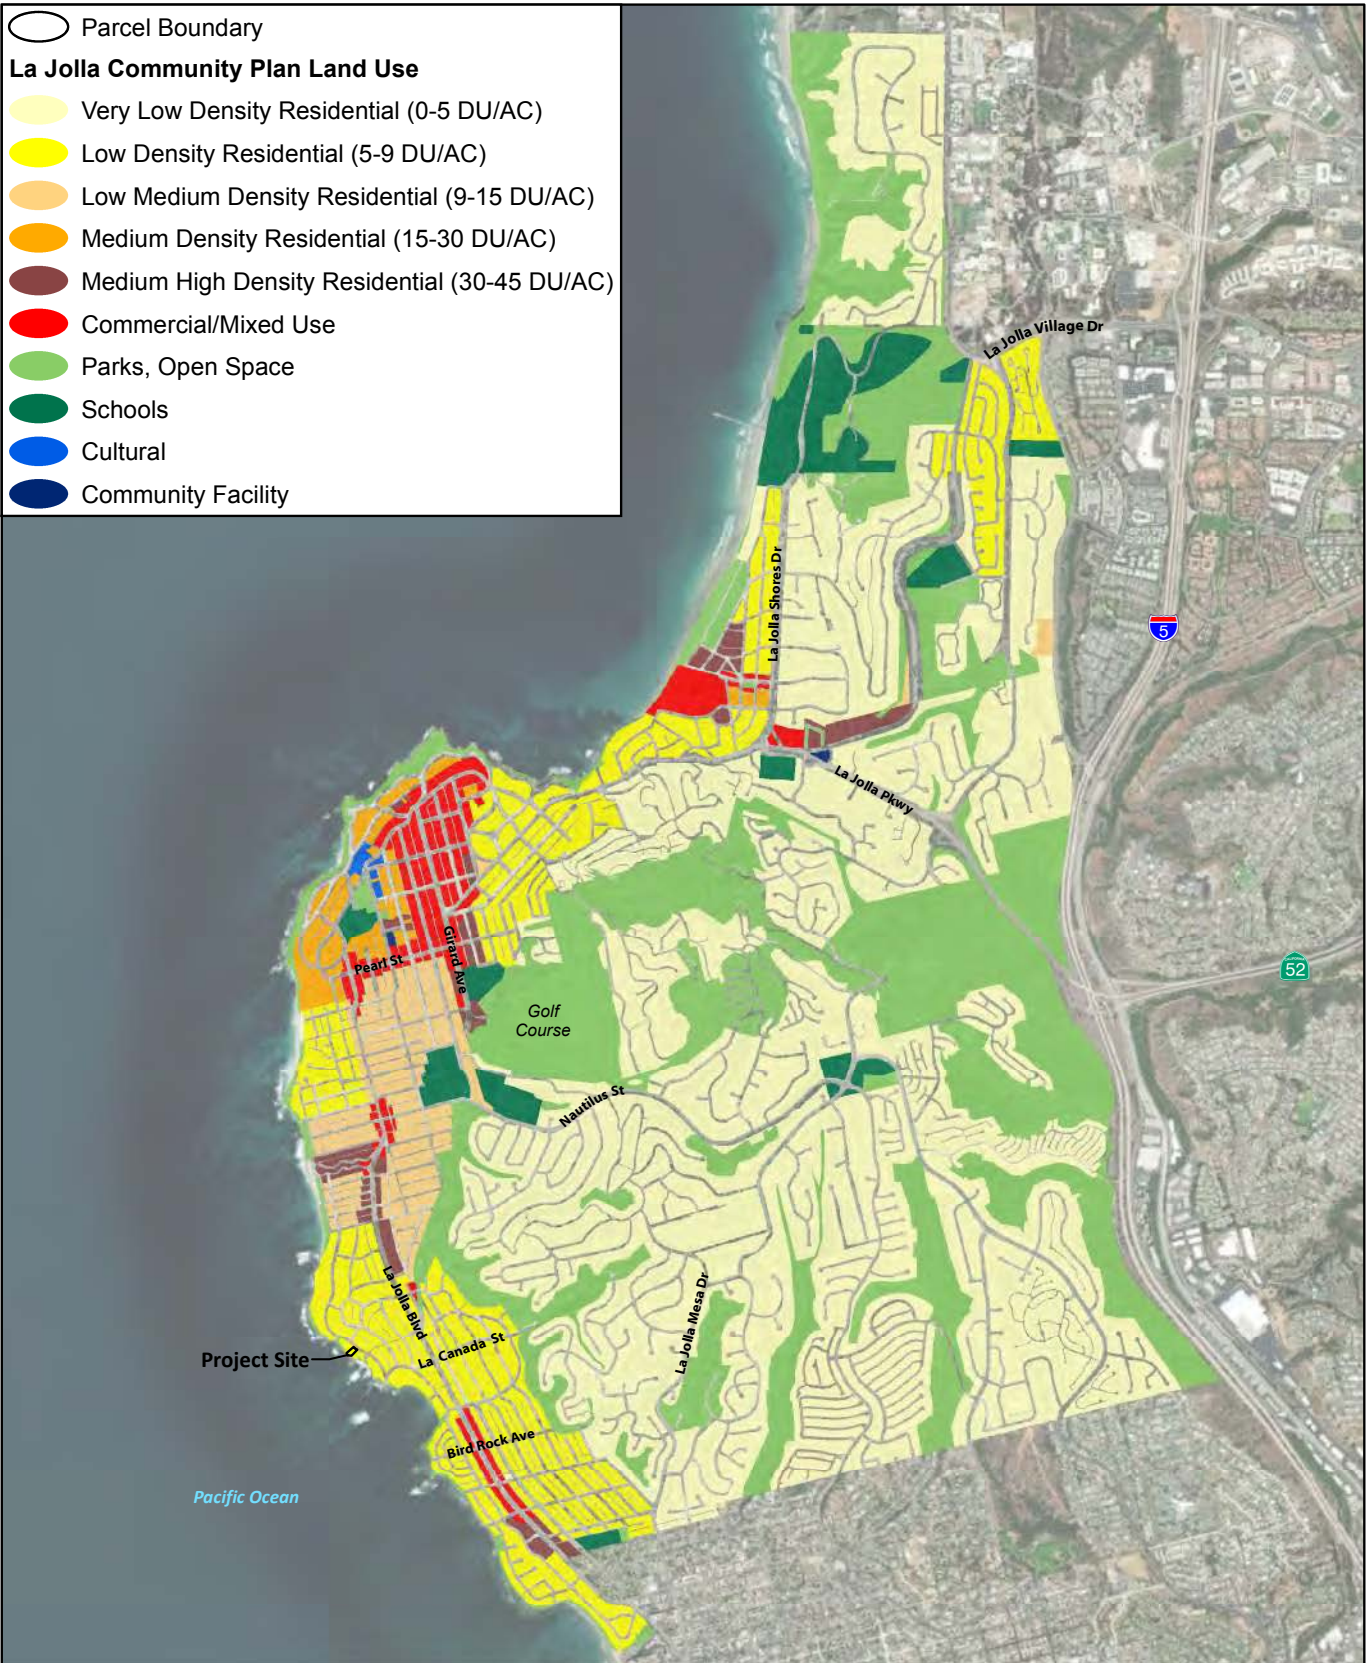 Parcel Boundary
La Jolla Community Plan Land Use
Very Low Density Residential (0-5 DU/AC)
Low Density Residential (5-9 DU/AC)
Low Medium Density Residential (9-15 DU/AC)
Medium Density Residential (15-30 DU/AC)
Medium High Density Residential (30-45 DU/AC)
Commercial/Mixed Use
Parks, Open Space
Schools
Cultural
Community Facility
La Jolla Village Dr
La Jolla Shores Dr
5
La Jolla Pkwy
Girard Ave
Pearl St
52
Golf
Course
Nautilus St
La Jolla Blvd
La Jolla Mesa Dr
La Canada St
Project Site
Bird Rock Ave
Pacific Ocean